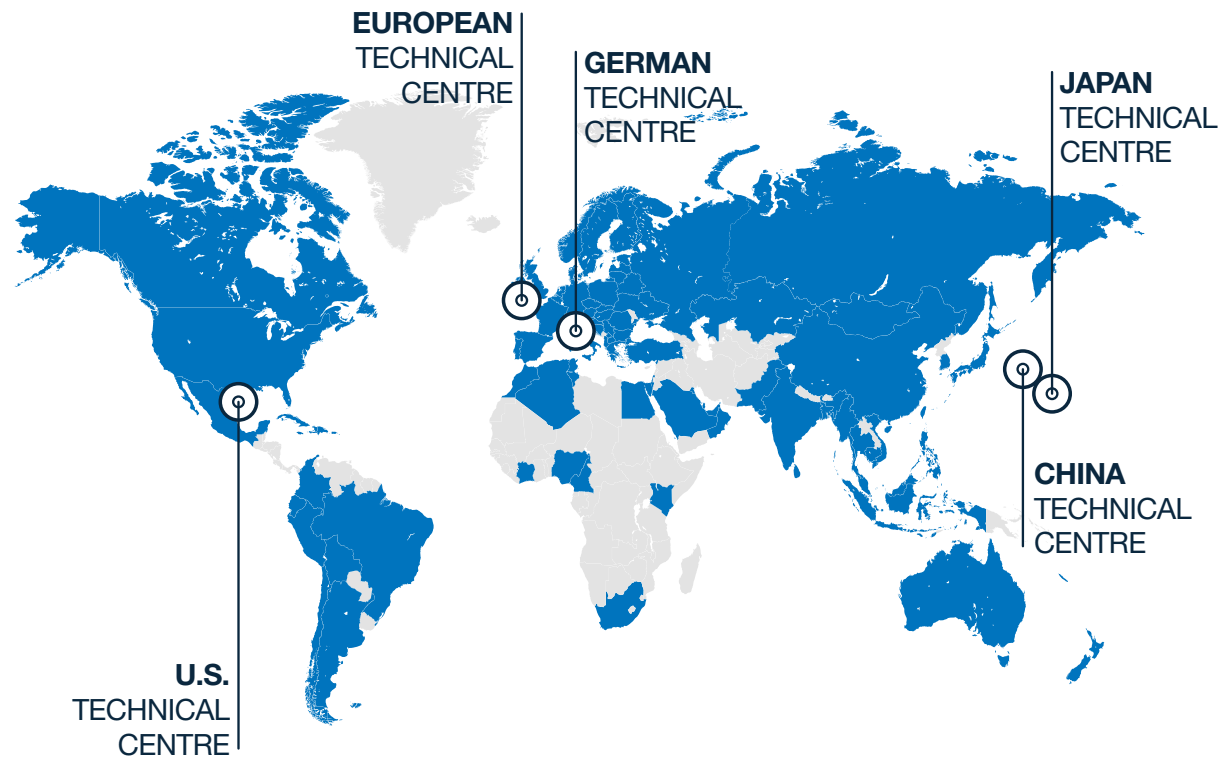 EUROPEAN
TECHNICAL
CENTRE
GERMAN
TECHNICAL
CENTRE
JAPAN
TECHNICAL
CENTRE
CHINA
TECHNICAL
CENTRE
U.S.
TECHNICAL
CENTRE